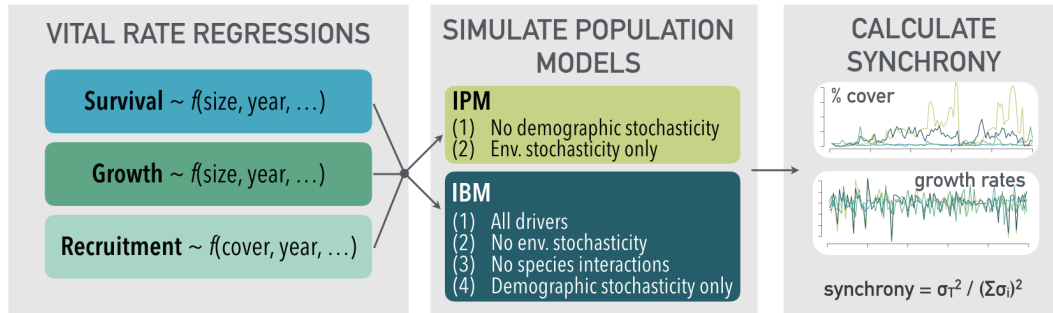 VITAL RATE REGRESSIONS
Survival ~ f(size, year, …)
Growth ~ f(size, year, …)
Recruitment ~ f(cover, year, …)
SIMULATE POPULATION
MODELS
IPM
(1) No demographic stochasticity
(2) Env. stochasticity only
IBM
(1) All drivers
(2) No env. stochasticity
(3) No species interactions
(4) Demographic stochasticity only
CALCULATE
SYNCHRONY
% cover
growth rates
synchrony = σT² / (Σσi)²